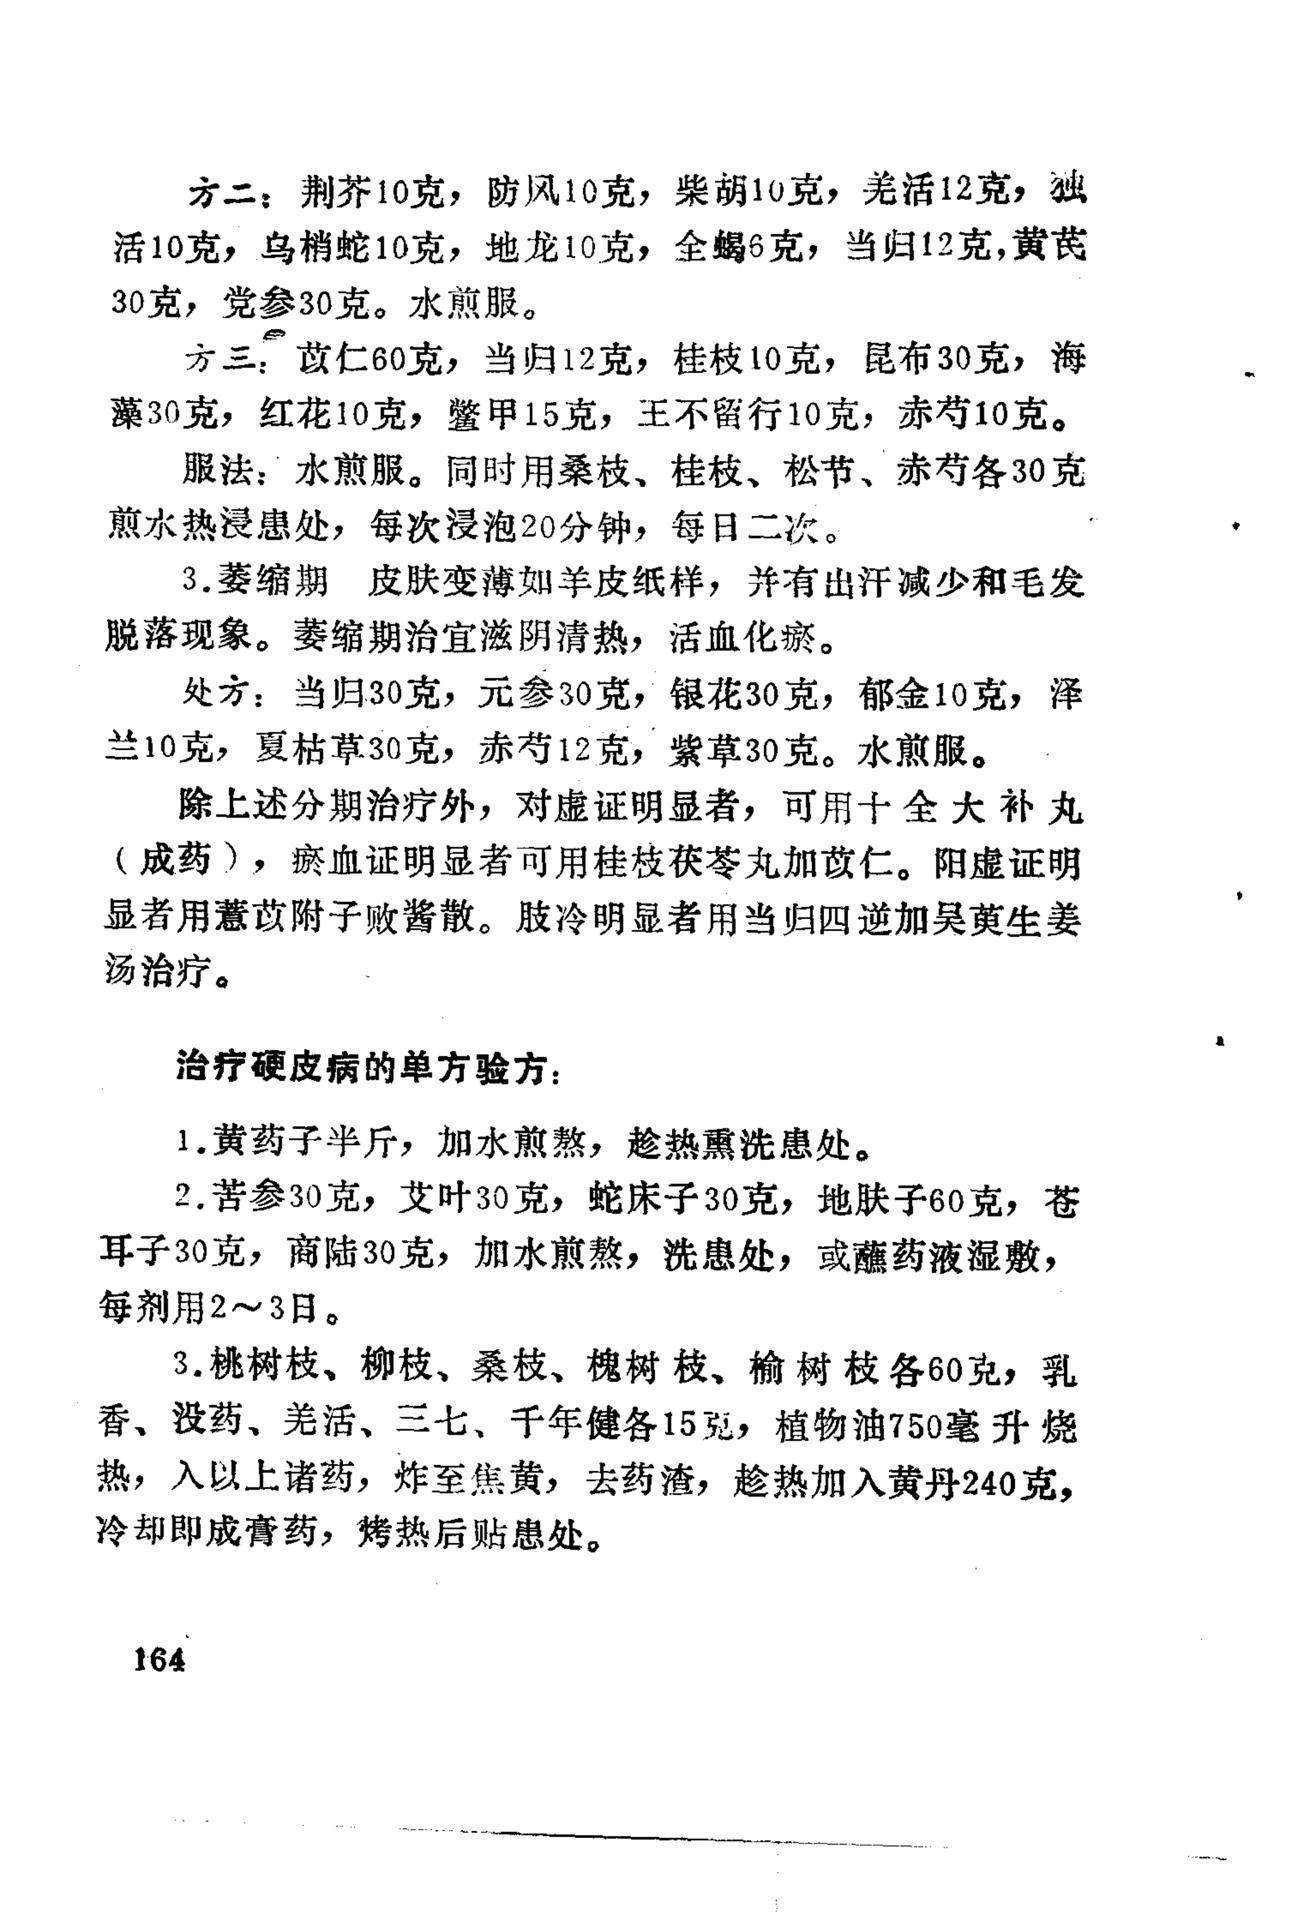 方二：荆芥10克，防风10克，柴胡10克，羌活12克，独
活10克，乌梢蛇10克，地龙10克，全蝎6克，当归12克，黄芪
30克，党参30克。水煎服。
方三：苡仁60克，当归12克，桂枝10克，昆布30克，海
藻30克，红花10克，鳖甲15克，王不留行10克，赤芍10克。
服法：水煎服。同时用桑枝、桂枝、松节、赤芍各30克
煎水热浸患处，每次浸泡20分钟，每日二次。
3.萎缩期　皮肤变薄如羊皮纸样，并有出汗减少和毛发
脱落现象。萎缩期治宜滋阴清热，活血化瘀。
处方：当归30克，元参30克，银花30克，郁金10克，泽
兰10克，夏枯草30克，赤芍12克，紫草30克。水煎服。
除上述分期治疗外，对虚证明显者，可用十全大补丸
（成药），瘀血证明显者可用桂枝茯苓丸加苡仁。阳虚证明
显者用薏苡附子败酱散。肢冷明显者用当归四逆加吴萸生姜
汤治疗。
治疗硬皮病的单方验方：
1.黄药子半斤，加水煎熬，趁热熏洗患处。
2.苦参30克，艾叶30克，蛇床子30克，地肤子60克，苍
耳子30克，商陆30克，加水煎熬，洗患处，或蘸药液湿敷，
每剂用2～3日。
3.桃树枝、柳枝、桑枝、槐树枝、榆树枝各60克，乳
香、没药、羌活、三七、千年健各15克，植物油750毫升烧
热，入以上诸药，炸至焦黄，去药渣，趁热加入黄丹240克，
冷却即成膏药，烤热后贴患处。
164